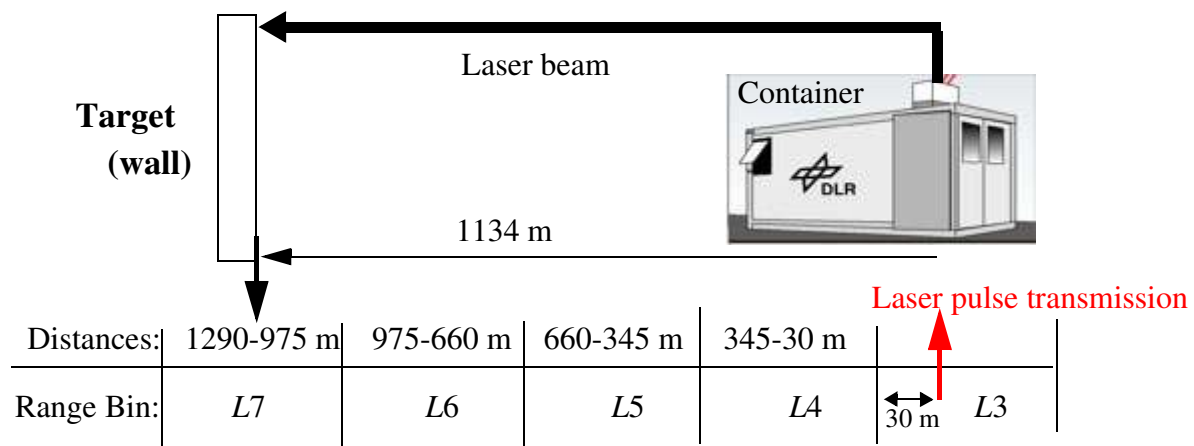 Laser beam
Container
Target
(wall)
DLR
1134 m
Laser pulse transmission
Distances: 1290-975 m 975-660 m 660-345 m 345-30 m
Range Bin: L7 L6 L5 L4 30 m L3